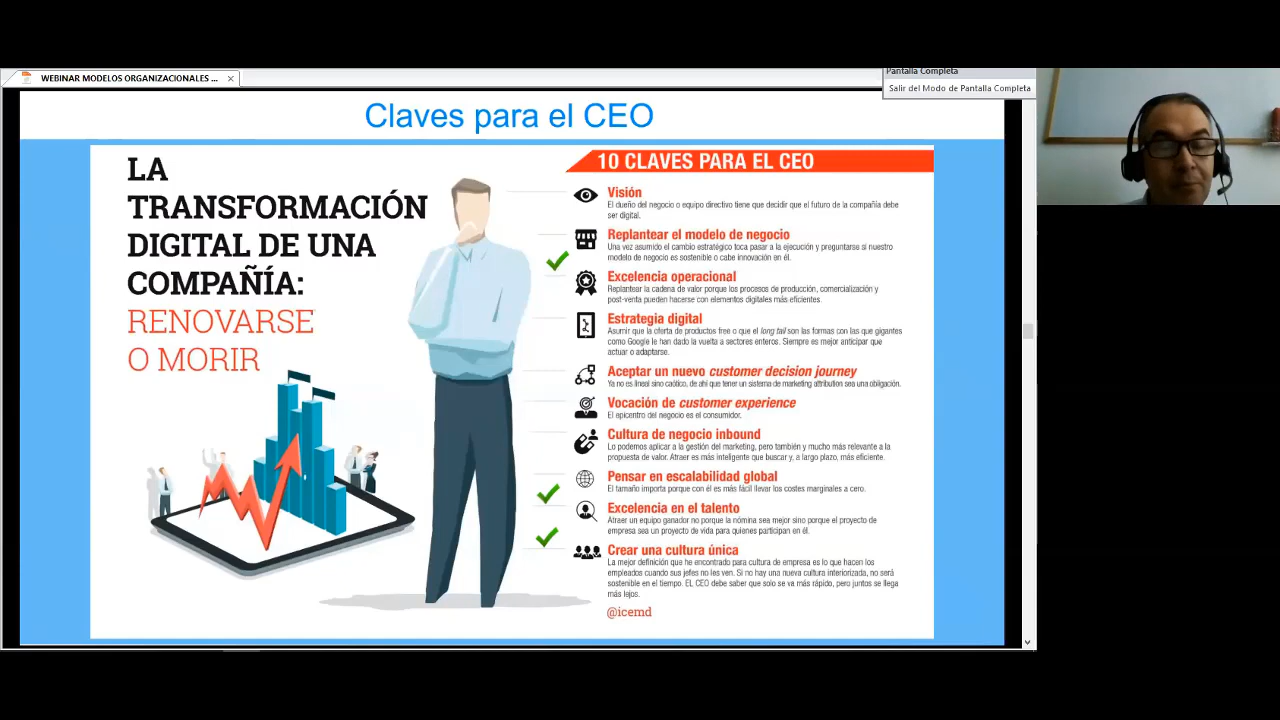 WEBINAR MODELOS ORGANIZACIONALES ...
Pantalla Completa
Salir del Modo de Pantalla Completa
Claves para el CEO
LA
TRANSFORMACIÓN
DIGITAL DE UNA
COMPAÑÍA:
RENOVARSE
O MORIR
10 CLAVES PARA EL CEO
Visión
El dueño del negocio o equipo directivo tiene que decidir que el futuro de la compañía debe
ser digital.
Replantear el modelo de negocio
Una vez asumido el cambio estratégico toca pasar a la ejecución y preguntarse si nuestro
modelo de negocio es sostenible o cabe innovación en él.
Excelencia operacional
Replantear la cadena de valor porque los procesos de producción, comercialización y
post-venta pueden hacerse con elementos digitales más eficientes.
Estrategia digital
Asumir que la oferta de productos free o que el long tail son las formas con las que gigantes
como Google le han dado la vuelta a sectores enteros. Siempre es mejor anticipar que
actuar o adaptarse.
Aceptar un nuevo customer decision journey
Ya no es lineal sino caótico, de ahí que tener un sistema de marketing attribution sea una obligación.
Vocación de customer experience
El epicentro del negocio es el consumidor.
Cultura de negocio inbound
Lo podemos aplicar a la gestión del marketing, pero también y mucho más relevante a la
propuesta de valor. Atraer es más inteligente que buscar y, a largo plazo, más eficiente.
Pensar en escalabilidad global
El tamaño importa porque con él es más fácil llevar los costes marginales a cero.
Excelencia en el talento
Atraer un equipo ganador no porque la nómina sea mejor sino porque el proyecto de
empresa sea un proyecto de vida para quienes participan en él.
Crear una cultura única
La mejor definición que he encontrado para cultura de empresa es lo que hacen los
empleados cuando sus jefes no les ven. Si no hay una nueva cultura interiorizada, no será
sostenible en el tiempo. EL CEO debe saber que solo se va más rápido, pero juntos se llega
más lejos.
@icemd